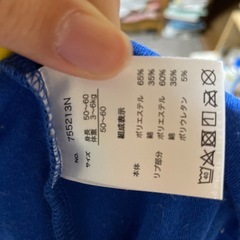 NO. 755213N
サイズ 50~60
身長 50~60
体重 3~6kg
組成表示
本体 ポリエステル 65%
綿 35%
リブ部分 ポリエステル 60%
綿 35%
ポリウレタン 5%
40